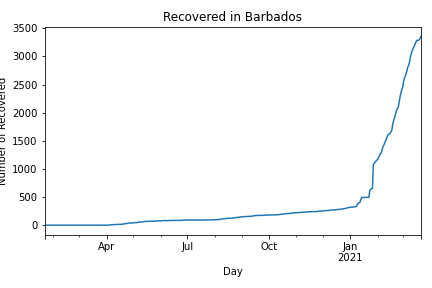 Recovered in Barbados
3500
3000
2500
2000
1500
1000
500
0
Number of Recovered
Apr
Jul
Oct
Jan
2021
Day